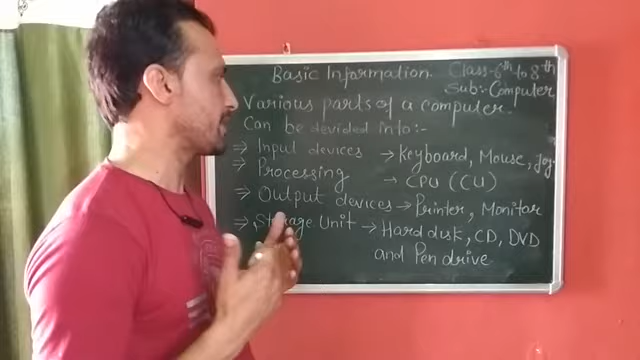 Basic Information
Class-6th to 8th
Sub:- Computer
Various parts of a computer.
Can be devided into:-
⇒ Input devices → Keyboard, Mouse, Joy
⇒ Processing → CPU (CU)
⇒ Output devices → Printer, Monitor
⇒ Storage Unit → Hard disk, CD, DVD
and Pen drive